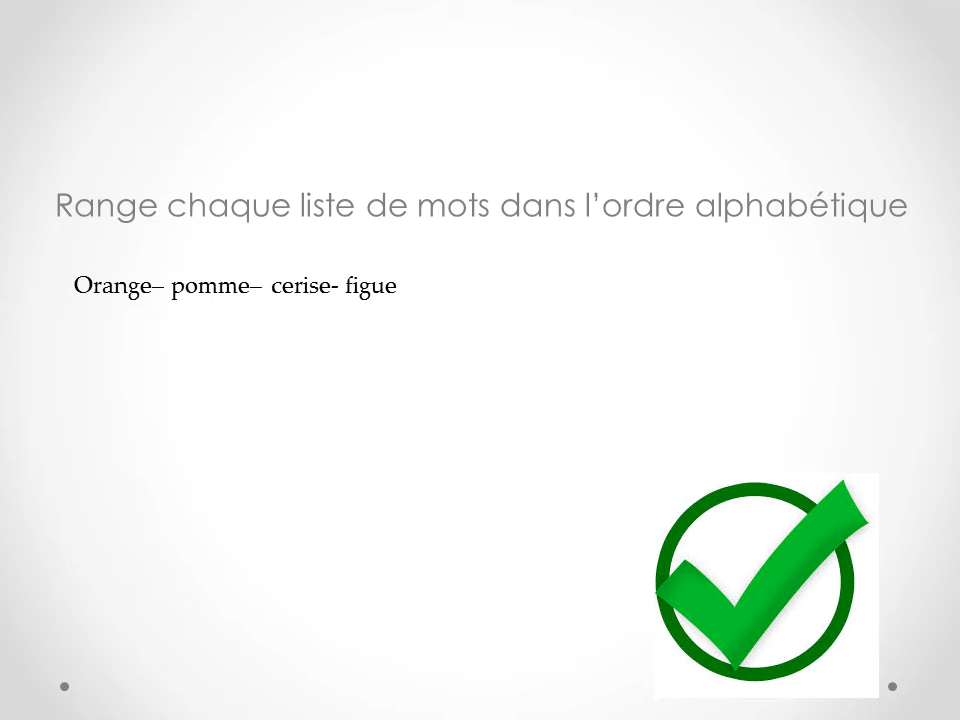 Range chaque liste de mots dans l’ordre alphabétique
Orange– pomme– cerise- figue